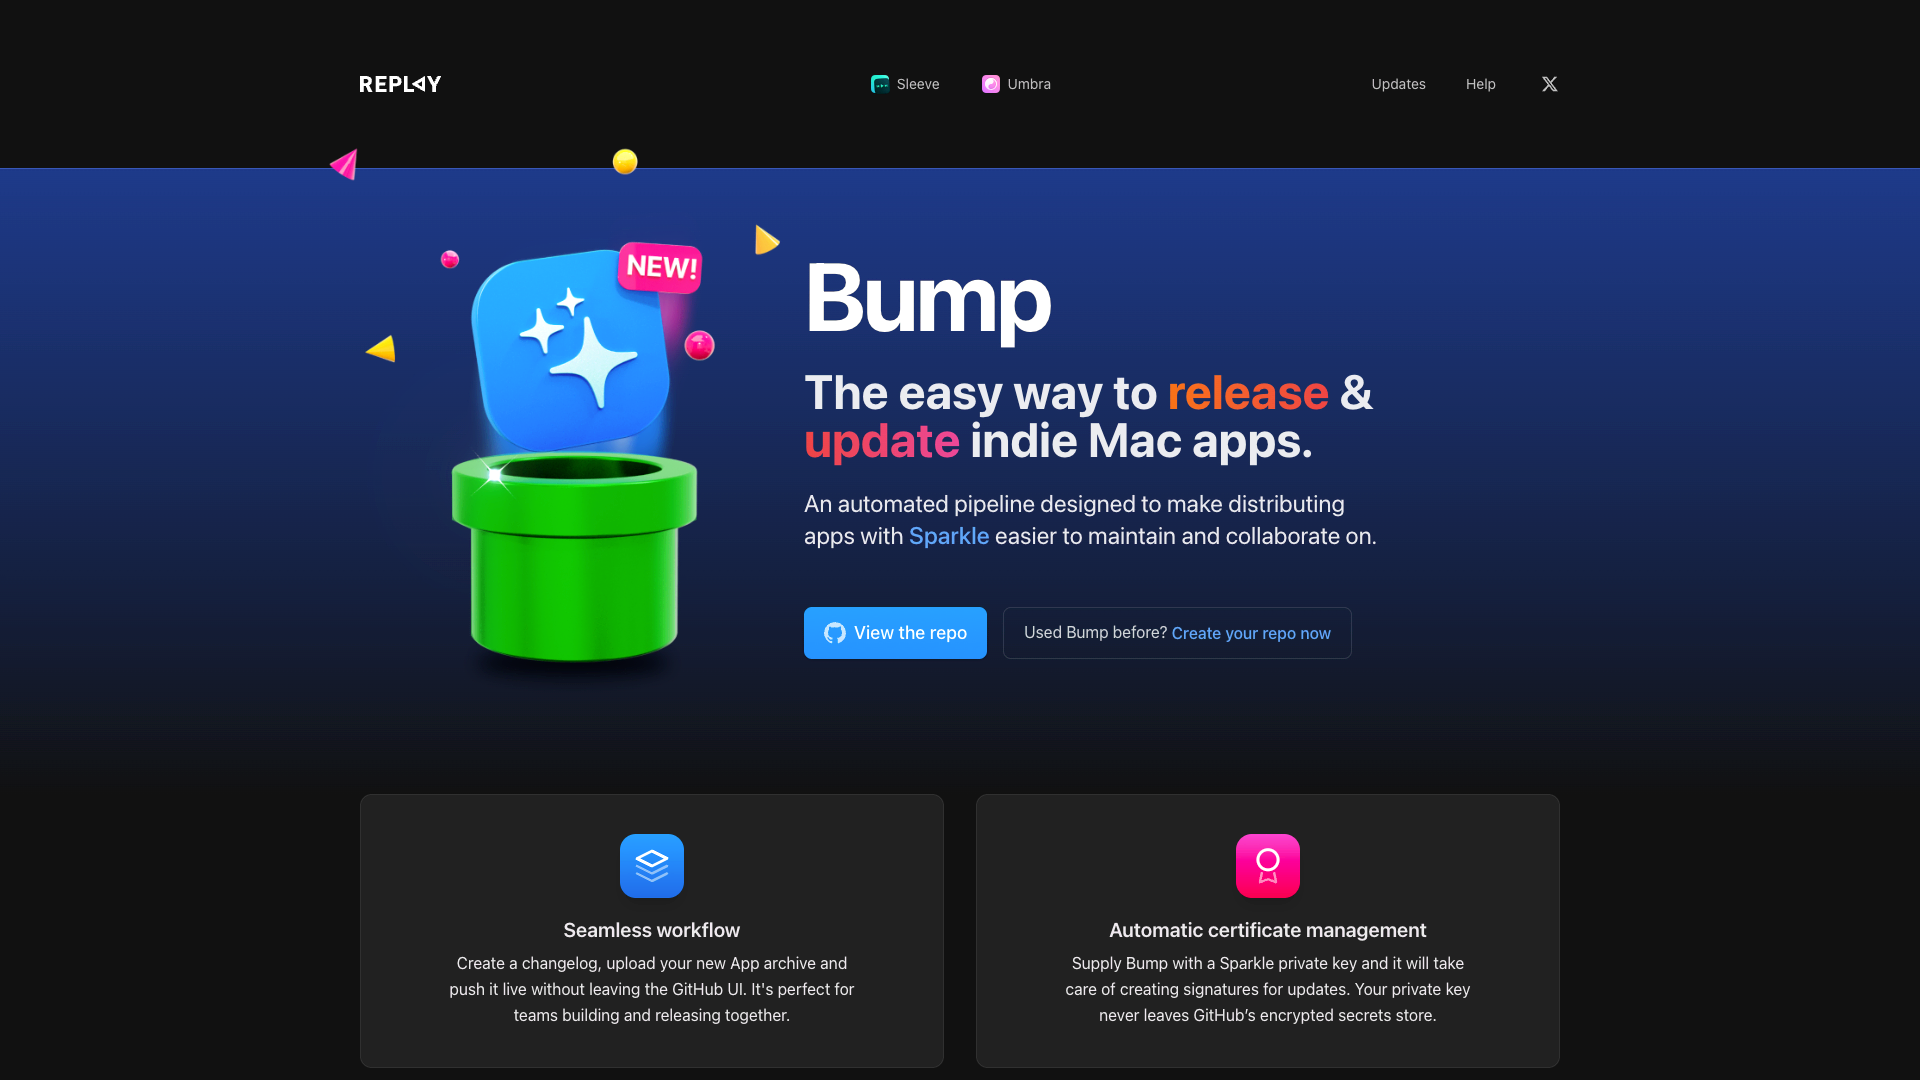 REPLAY
Sleeve
Umbra
Updates
Help
NEW!
Bump
The easy way to release &
update indie Mac apps.
An automated pipeline designed to make distributing
apps with Sparkle easier to maintain and collaborate on.
View the repo
Used Bump before? Create your repo now
Seamless workflow
Create a changelog, upload your new App archive and
push it live without leaving the GitHub UI. It's perfect for
teams building and releasing together.
Automatic certificate management
Supply Bump with a Sparkle private key and it will take
care of creating signatures for updates. Your private key
never leaves GitHub’s encrypted secrets store.